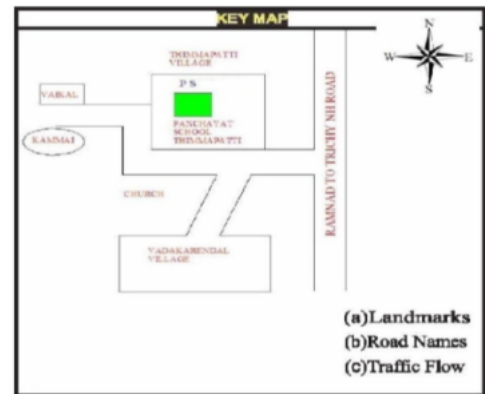 KEY MAP
N
W
E
S
THIMMAPATTI
VILLAGE
P S
VAIKAL
PANCHAYAT
SCHOOL
THIMMAPATTI
KAMMAI
RAMNAD TO TRICHY NH ROAD
CHURCH
VADAKARENDAL
VILLAGE
(a)Landmarks
(b)Road Names
(c)Traffic Flow